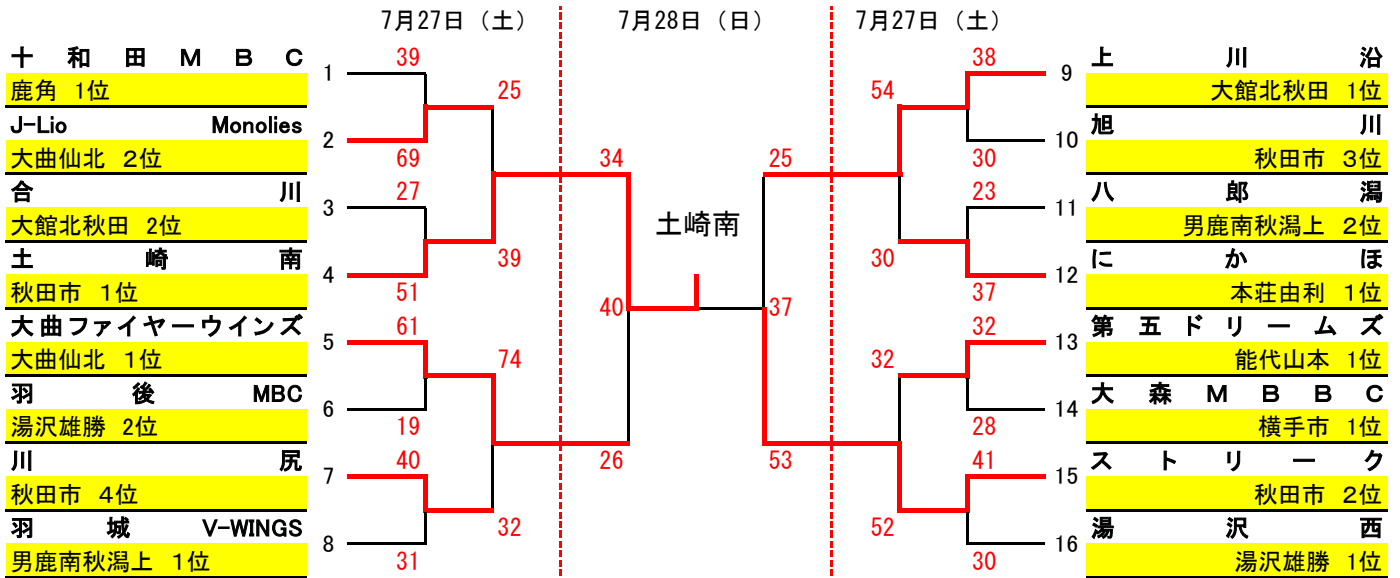 7月27日（土）
7月28日（日）
7月27日（土）
十和田MBC
鹿角 1位
1
39
J-Lio Monolies
大曲仙北 2位
2
69
25
合川
大館北秋田 2位
3
27
土崎南
秋田市 1位
4
51
39
34
大曲ファイヤーウインズ
大曲仙北 1位
5
61
羽後MBC
湯沢雄勝 2位
6
19
74
川尻
秋田市 4位
7
40
羽城 V-WINGS
男鹿南秋潟上 1位
8
31
32
26
土崎南
40
37
25
53
54
30
32
52
38
9
上川沿
大館北秋田 1位
30
10
旭川
秋田市 3位
23
11
八郎潟
男鹿南秋潟上 2位
37
12
にかほ
本荘由利 1位
32
13
第五ドリームズ
能代山本 1位
28
14
大森MBBC
横手市 1位
41
15
ストリーク
秋田市 2位
30
16
湯沢西
湯沢雄勝 1位